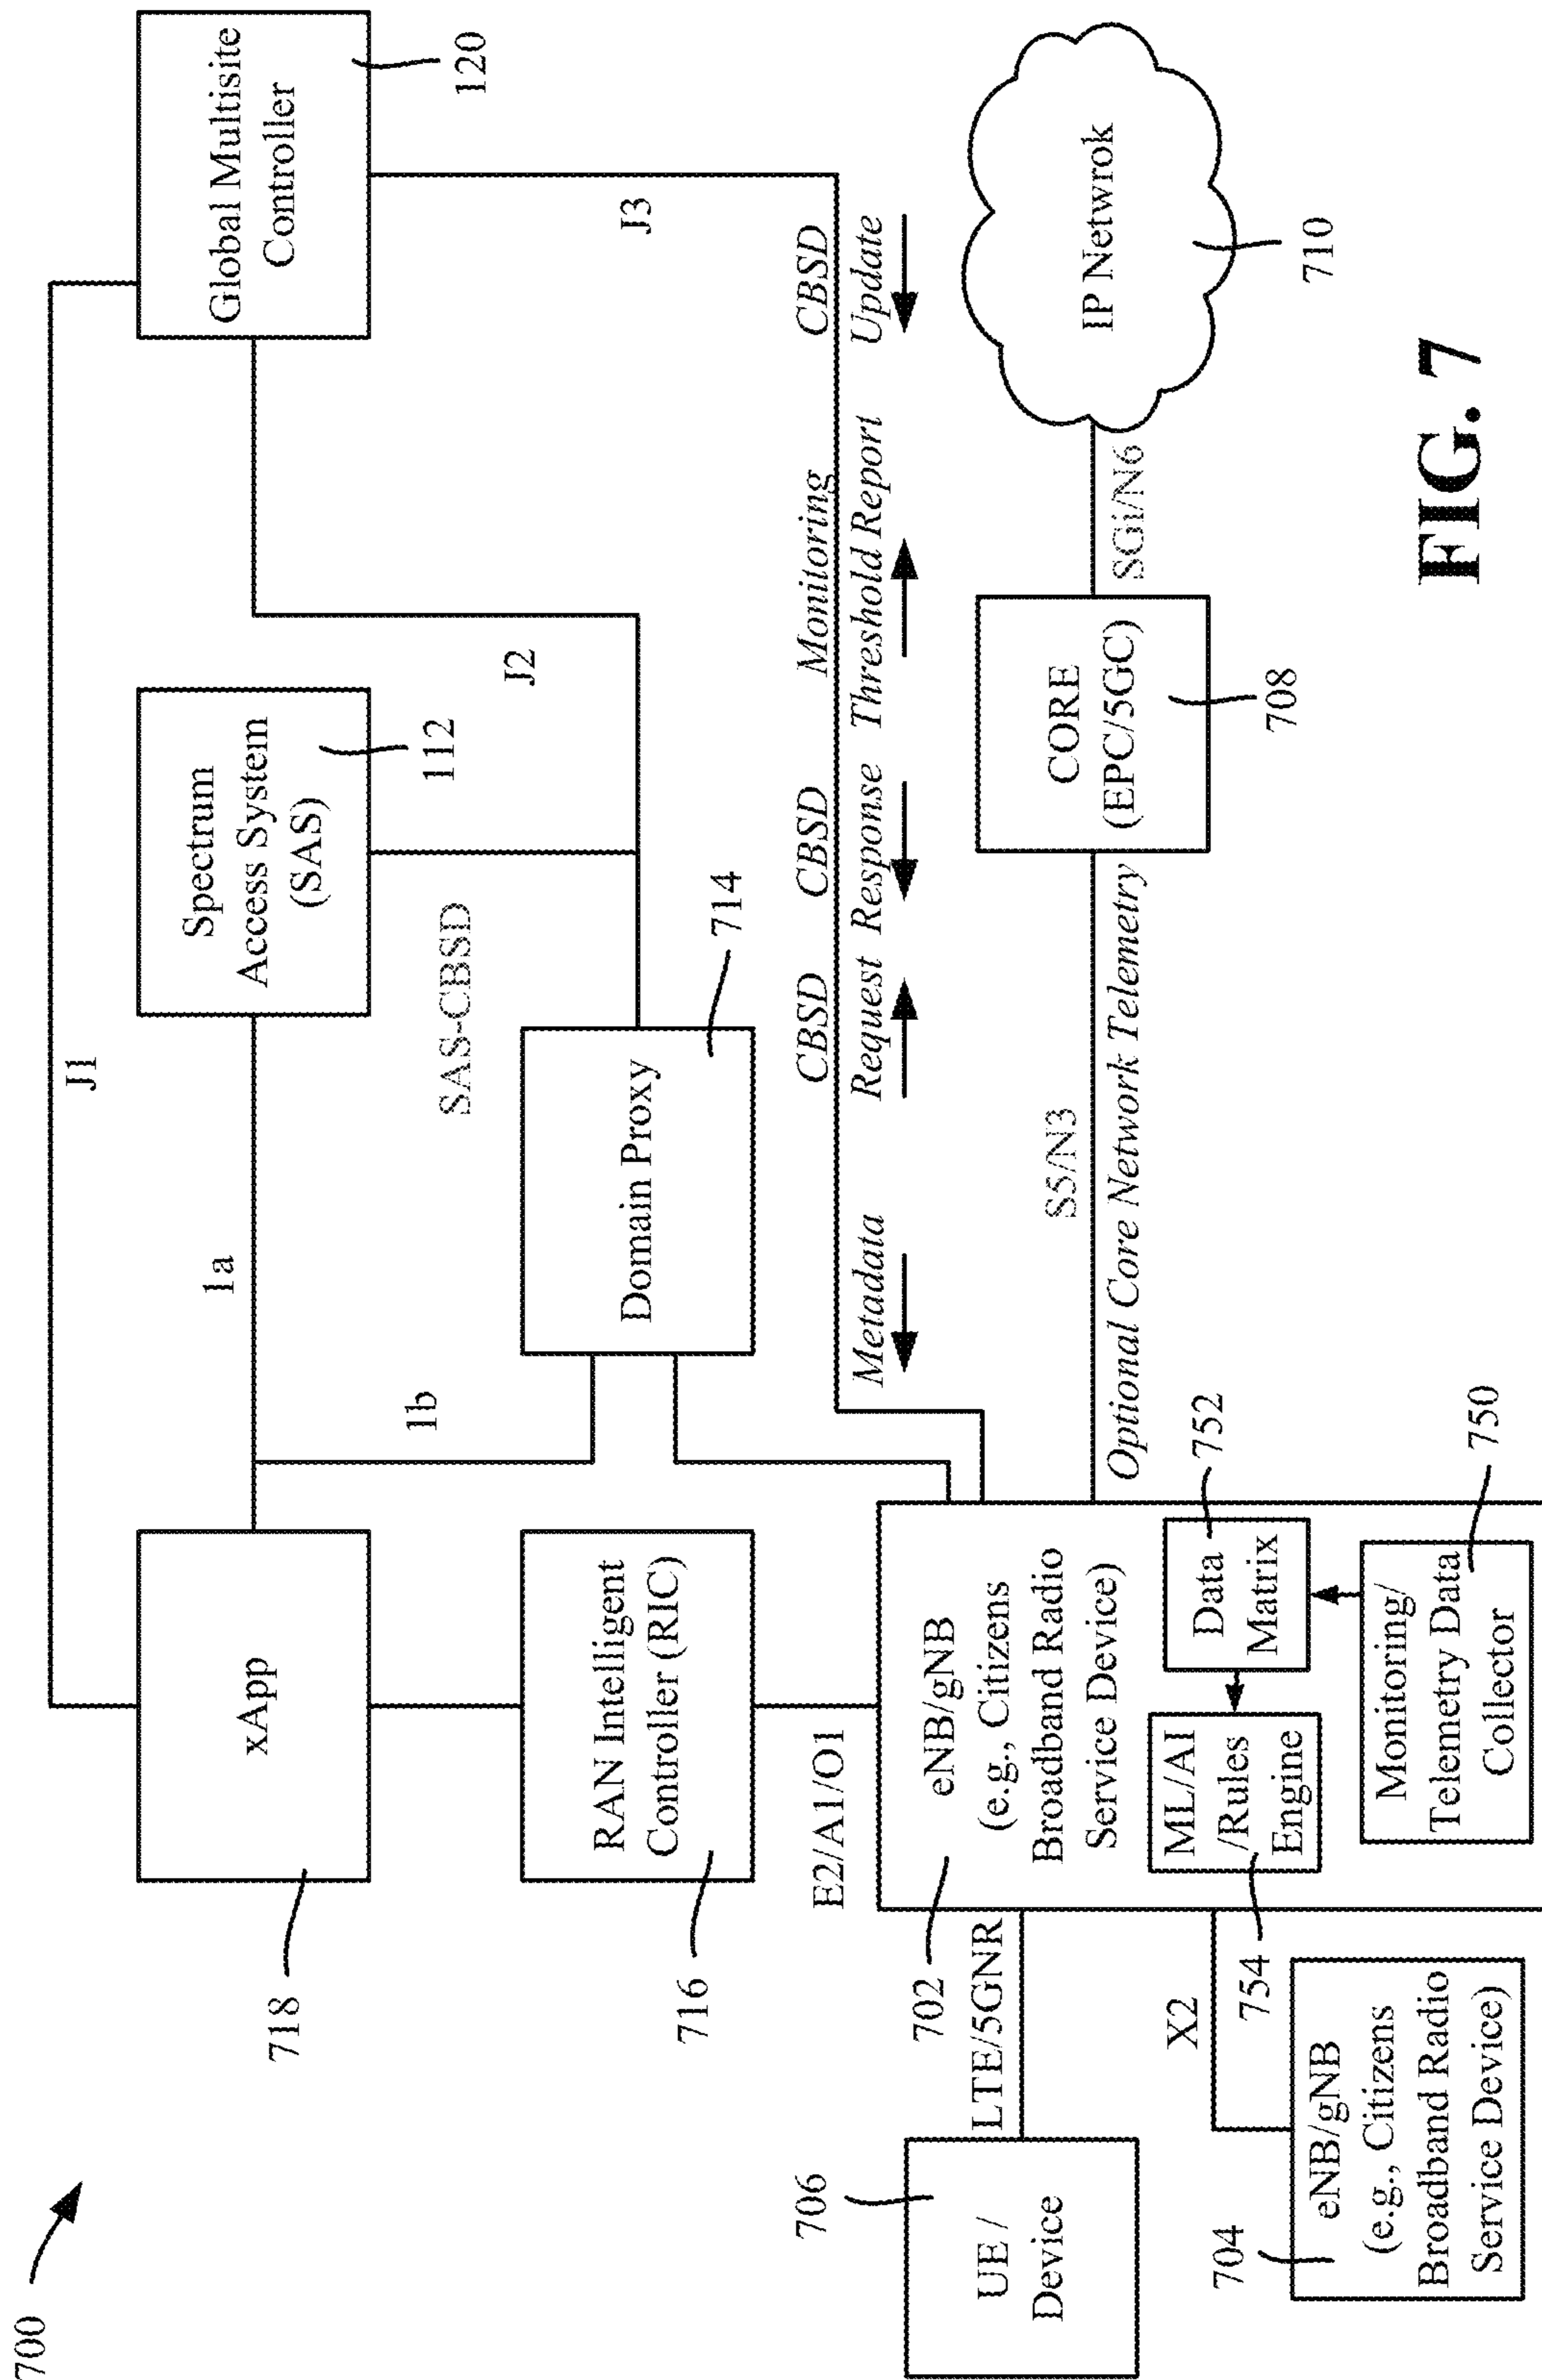 700
J1
xApp
718
1a
Spectrum
Access System
(SAS)
112
Global Multisite
Controller
120
1b
SAS-CBSD
J2
J3
RAN Intelligent
Controller (RIC)
716
Domain Proxy
714
E2/A1/O1
CBSD
CBSD
Monitoring
CBSD
Metadata
Request
Response
Threshold Report
Update
UE /
Device
706
LTE/5GNR
702
eNB/gNB
(e.g., Citizens
Broadband Radio
Service Device)
S5/N3
Optional Core Network Telemetry
CORE
(EPC/5GC)
708
SGi/N6
IP Netwrok
710
X2
754
ML/AI
/Rules
Engine
Data
Matrix
752
704
eNB/gNB
(e.g., Citizens
Broadband Radio
Service Device)
Monitoring/
Telemetry Data
Collector
750
FIG. 7